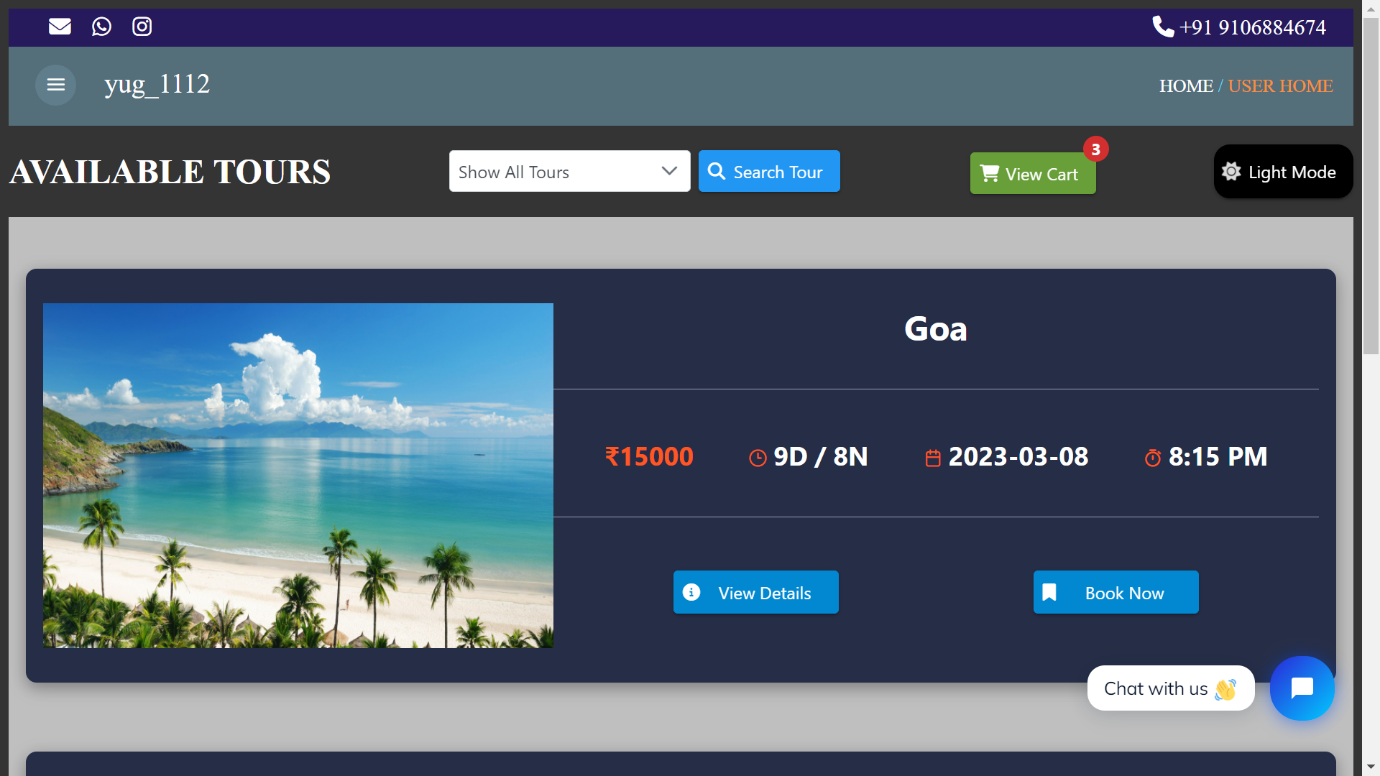 +91 9106884674
yug_1112
HOME / USER HOME
AVAILABLE TOURS
Show All Tours
Search Tour
View Cart
3
Light Mode
Goa
₹15000
9D / 8N
2023-03-08
8:15 PM
View Details
Book Now
Chat with us 👋